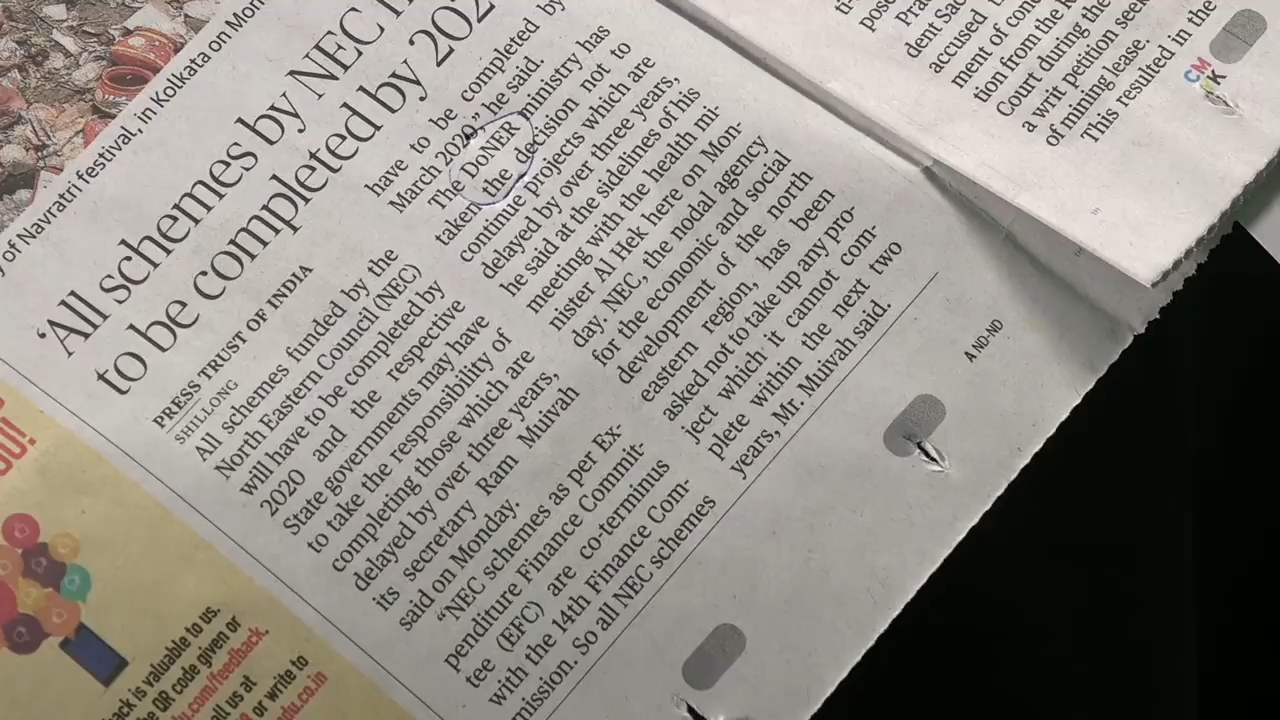 y of Navratri festival, in Kolkata on Mon
'All schemes by NEC
to be completed by 202
PRESS TRUST OF INDIA
SHILLONG
All schemes funded by the
North Eastern Council (NEC)
will have to be completed by
2020 and the respective
State governments may have
to take the responsibility of
completing those which are
delayed by over three years,
its secretary Ram Muivah
said on Monday.
"NEC schemes as per Ex-
penditure Finance Commit-
tee (EFC) are co-terminus
with the 14th Finance Com-
mission. So all NEC schemes
have to be completed by
March 2020," he said.
The DoNER ministry has
taken the decision not to
continue projects which are
delayed by over three years,
he said at the sidelines of his
meeting with the health mi-
nister Al Hek here on Mon-
day. NEC, the nodal agency
for the economic and social
development of the north
eastern region, has been
asked not to take up any pro-
ject which it cannot com-
plete within the next two
years, Mr. Muivah said.
A ND-ND
dent Sac
accused
ment of con
tion from the
Court during the
a writ petition seek
of mining lease.
This resulted in the
CM
K
OU!
back is valuable to us.
he QR code given or
du.com/feedback.
all us at
or write to
ndu.co.in